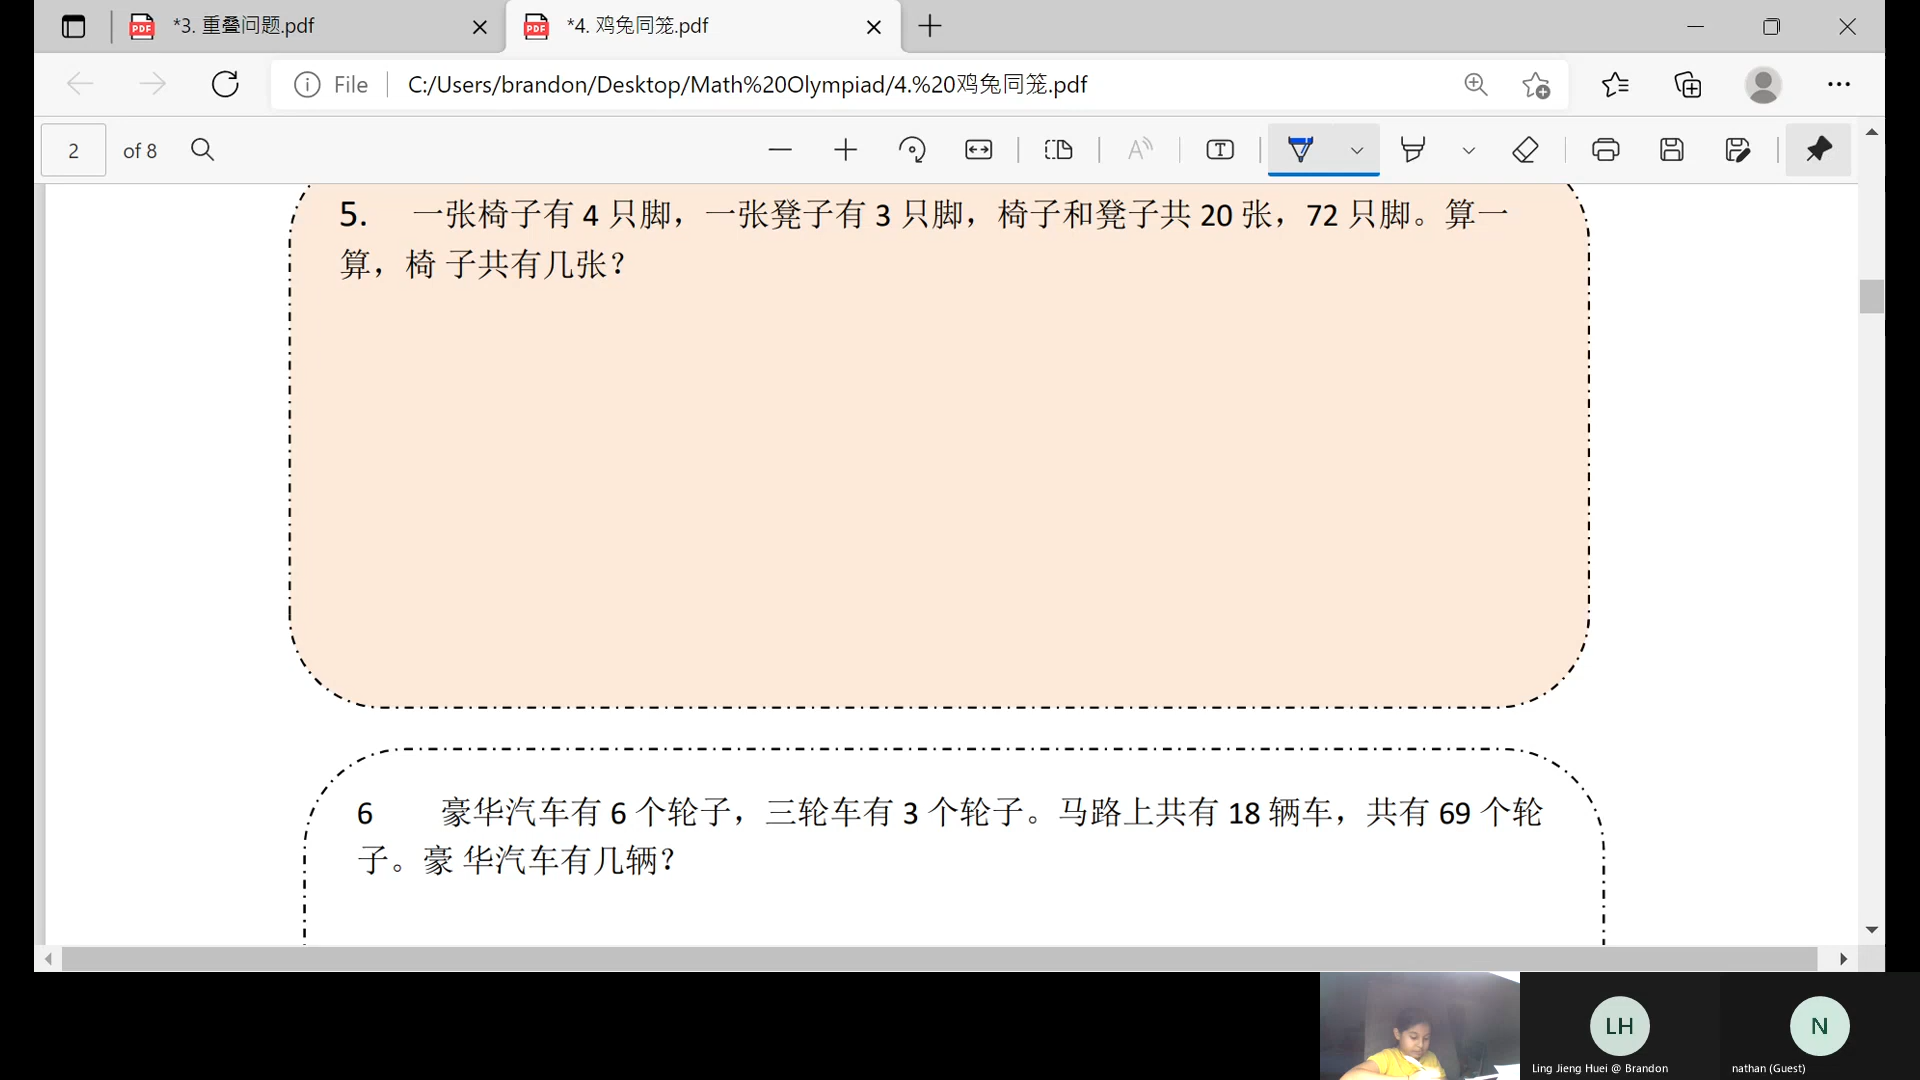 *3. 重叠问题.pdf
*4. 鸡兔同笼.pdf
File
C:/Users/brandon/Desktop/Math%20Olympiad/4.%20鸡兔同笼.pdf
2 of 8
5. 一张椅子有 4 只脚，一张凳子有 3 只脚，椅子和凳子共 20 张，72 只脚。算一
算，椅 子共有几张？
6 豪华汽车有 6 个轮子，三轮车有 3 个轮子。马路上共有 18 辆车，共有 69 个轮
子。豪 华汽车有几辆？
LH
N
Ling Jieng Huei @ Brandon
nathan (Guest)